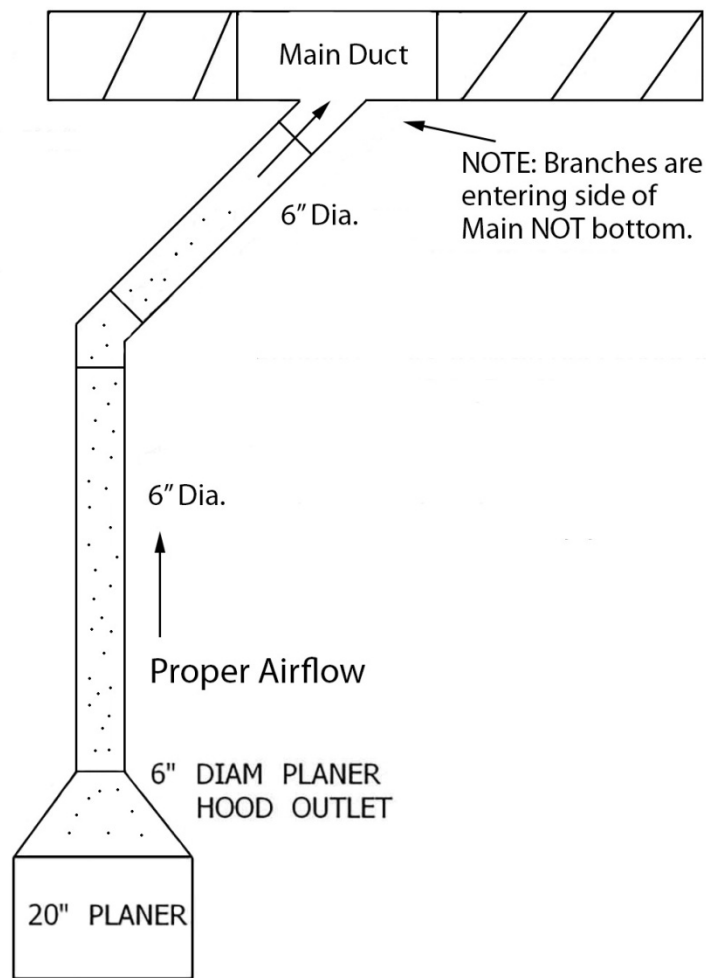 Main Duct
NOTE: Branches are
entering side of
Main NOT bottom.
6” Dia.
6” Dia.
Proper Airflow
6" DIAM PLANER
HOOD OUTLET
20" PLANER